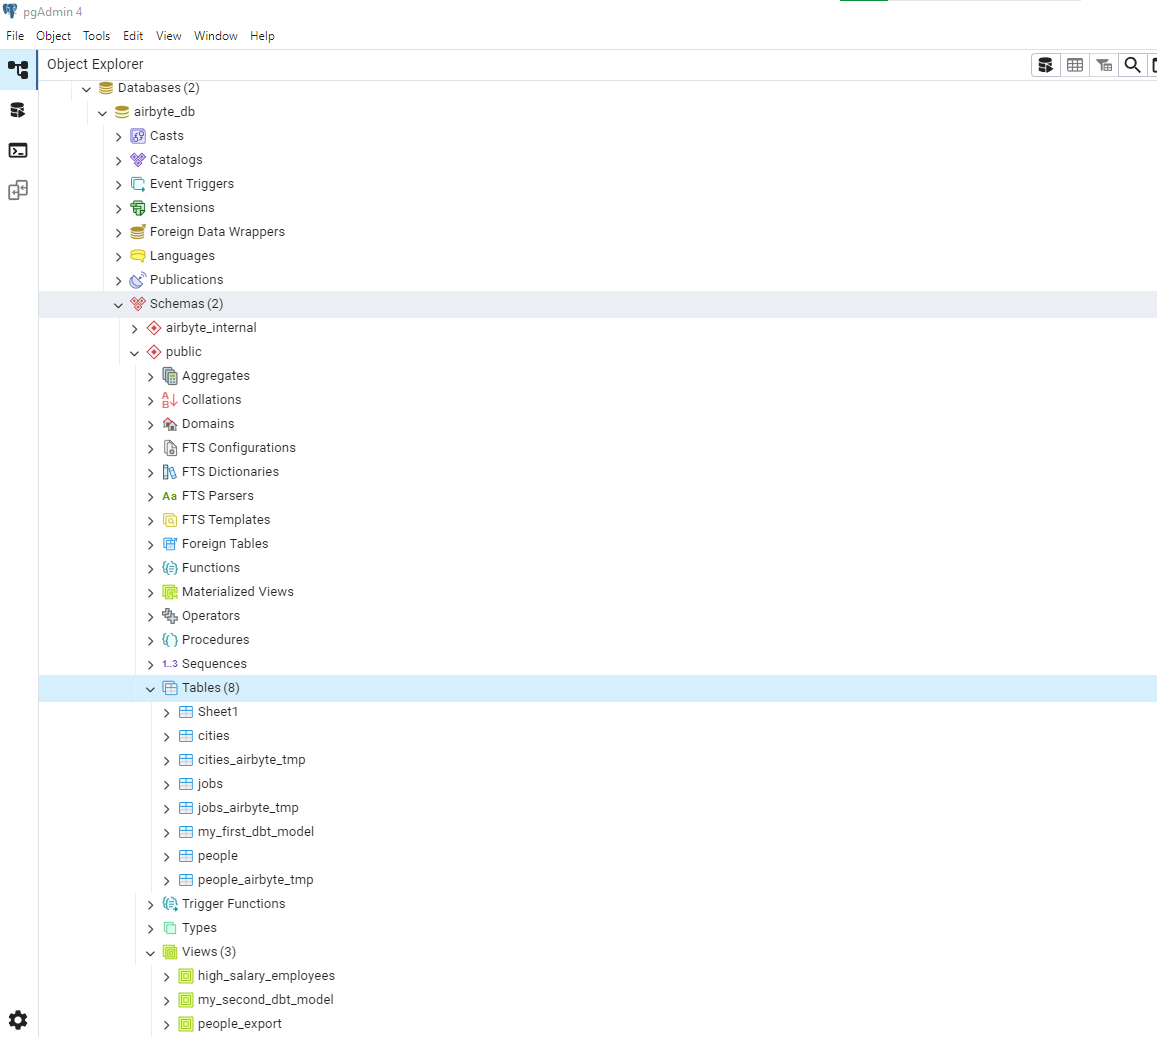 pgAdmin 4
File Object Tools Edit View Window Help
Object Explorer
Databases (2)
airbyte_db
Casts
Catalogs
Event Triggers
Extensions
Foreign Data Wrappers
Languages
Publications
Schemas (2)
airbyte_internal
public
Aggregates
Collations
Domains
FTS Configurations
FTS Dictionaries
Aa FTS Parsers
FTS Templates
Foreign Tables
Functions
Materialized Views
Operators
Procedures
1..3 Sequences
Tables (8)
Sheet1
cities
cities_airbyte_tmp
jobs
jobs_airbyte_tmp
my_first_dbt_model
people
people_airbyte_tmp
Trigger Functions
Types
Views (3)
high_salary_employees
my_second_dbt_model
people_export